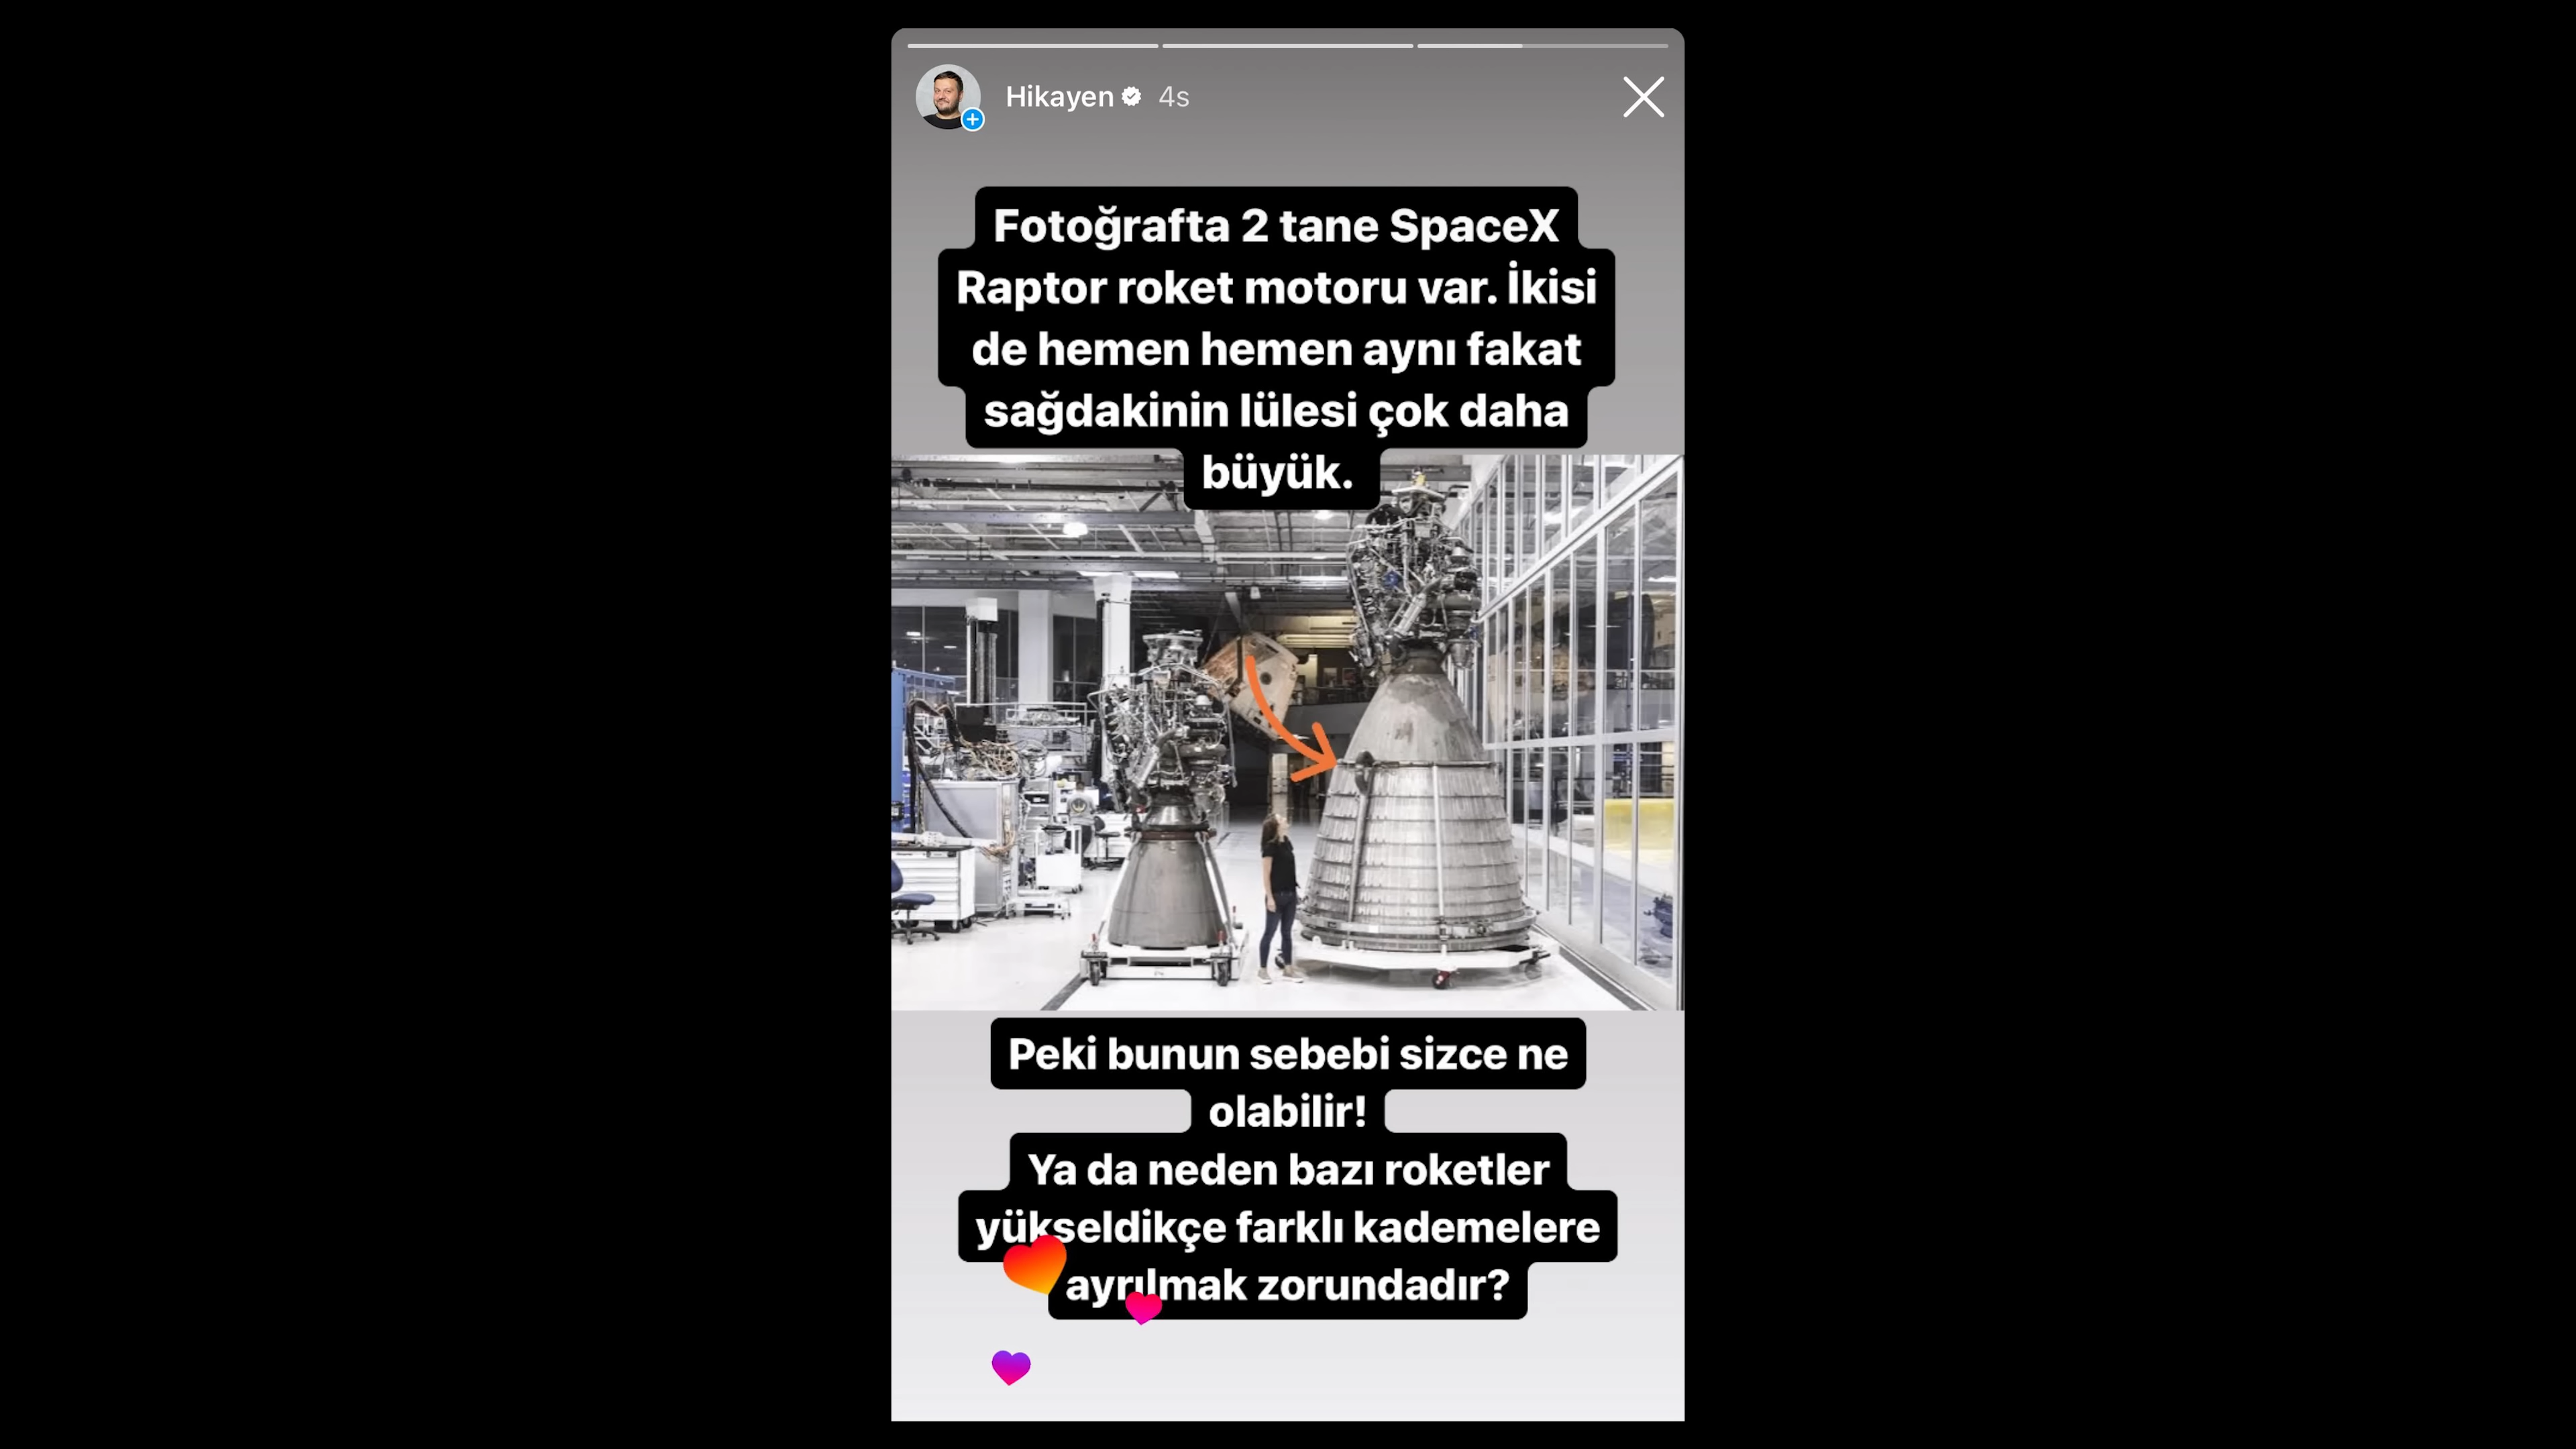 Hikayen 4s
Fotoğrafta 2 tane SpaceX
Raptor roket motoru var. İkisi
de hemen hemen aynı fakat
sağdakinin lülesi çok daha
büyük.
Peki bunun sebebi sizce ne
olabilir!
Ya da neden bazı roketler
yükseldikçe farklı kademelere
ayrılmak zorundadır?